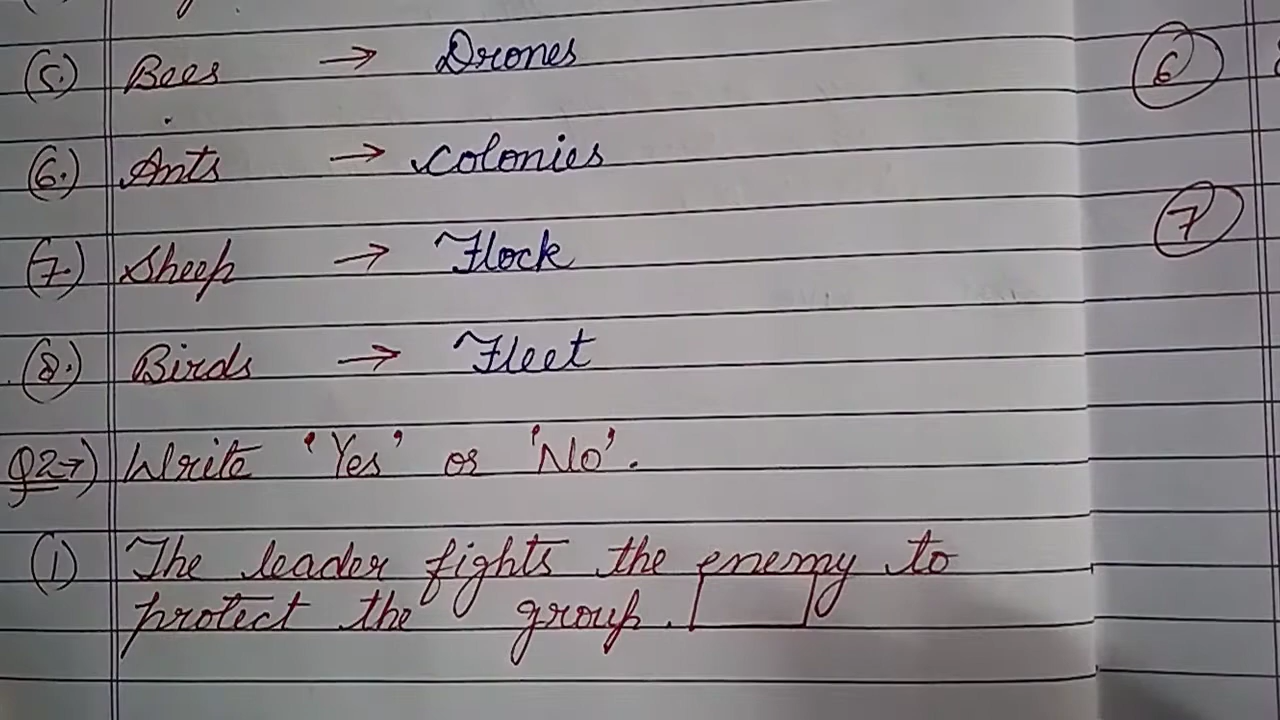 (5.) Bees → Drones
(6.) Ants → Colonies
(7.) Sheep → Flock
(8.) Birds → Fleet
Q2→) Write 'Yes' or 'No'.
(1) The leader fights the enemy to
protect the group.
6
7